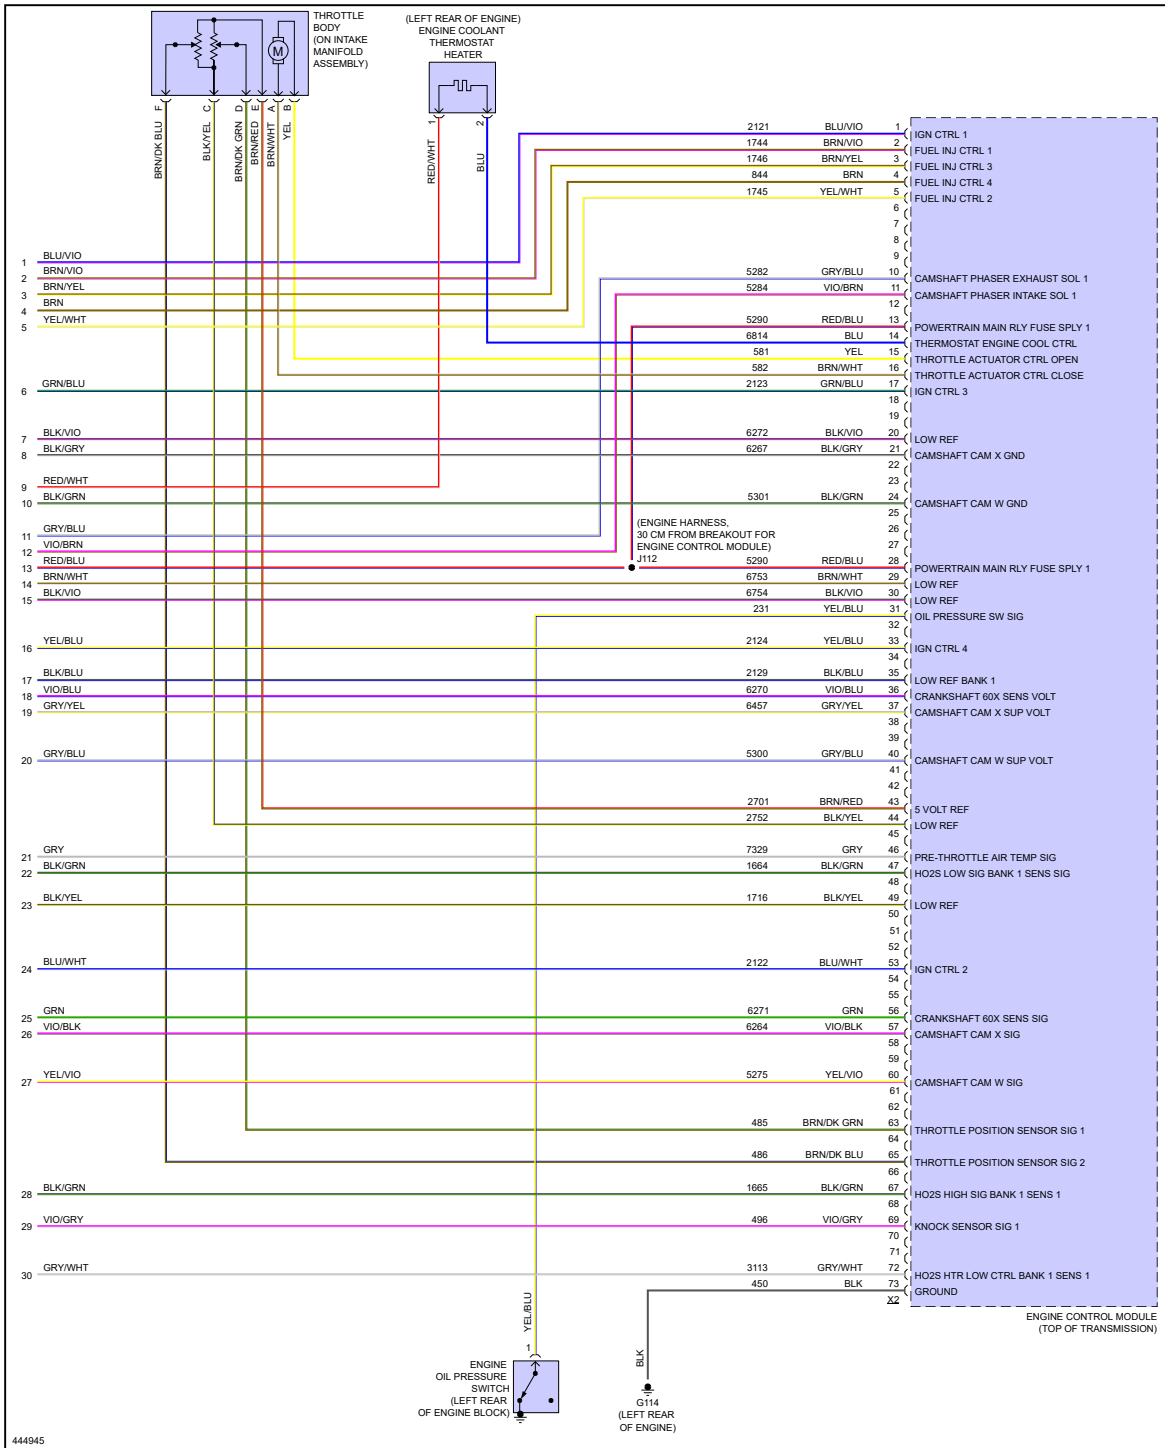 THROTTLE
BODY
(ON INTAKE
MANIFOLD
ASSEMBLY)
(LEFT REAR OF ENGINE)
ENGINE COOLANT
THERMOSTAT
HEATER
M
F
C
D
E
A
B
1
2
BRN/DK BLU
BLK/YEL
BRN/DK GRN
BRN/RED
BRN/WHT
YEL
RED/WHT
BLU
2121 BLU/VIO 1 IGN CTRL 1
1744 BRN/VIO 2 FUEL INJ CTRL 1
1746 BRN/YEL 3 FUEL INJ CTRL 3
844 BRN 4 FUEL INJ CTRL 4
1745 YEL/WHT 5 FUEL INJ CTRL 2
6
7
8
9
1 BLU/VIO
2 BRN/VIO
5282 GRY/BLU 10 CAMSHAFT PHASER EXHAUST SOL 1
3 BRN/YEL
5284 VIO/BRN 11 CAMSHAFT PHASER INTAKE SOL 1
4 BRN
12
5 YEL/WHT
5290 RED/BLU 13 POWERTRAIN MAIN RLY FUSE SPLY 1
6814 BLU 14 THERMOSTAT ENGINE COOL CTRL
581 YEL 15 THROTTLE ACTUATOR CTRL OPEN
582 BRN/WHT 16 THROTTLE ACTUATOR CTRL CLOSE
6 GRN/BLU 2123 GRN/BLU 17 IGN CTRL 3
18
19
7 BLK/VIO 6272 BLK/VIO 20 LOW REF
8 BLK/GRY 6267 BLK/GRY 21 CAMSHAFT CAM X GND
22
23
9 RED/WHT
10 BLK/GRN 5301 BLK/GRN 24 CAMSHAFT CAM W GND
25
26
11 GRY/BLU
27
12 VIO/BRN
(ENGINE HARNESS,
30 CM FROM BREAKOUT FOR
ENGINE CONTROL MODULE)
J112
13 RED/BLU 5290 RED/BLU 28 POWERTRAIN MAIN RLY FUSE SPLY 1
14 BRN/WHT 6753 BRN/WHT 29 LOW REF
15 BLK/VIO 6754 BLK/VIO 30 LOW REF
231 YEL/BLU 31 OIL PRESSURE SW SIG
32
16 YEL/BLU 2124 YEL/BLU 33 IGN CTRL 4
34
17 BLK/BLU 2129 BLK/BLU 35 LOW REF BANK 1
18 VIO/BLU 6270 VIO/BLU 36 CRANKSHAFT 60X SENS VOLT
19 GRY/YEL 6457 GRY/YEL 37 CAMSHAFT CAM X SUP VOLT
38
39
20 GRY/BLU 5300 GRY/BLU 40 CAMSHAFT CAM W SUP VOLT
41
42
2701 BRN/RED 43 5 VOLT REF
2752 BLK/YEL 44 LOW REF
45
21 GRY 7329 GRY 46 PRE-THROTTLE AIR TEMP SIG
22 BLK/GRN 1664 BLK/GRN 47 HO2S LOW SIG BANK 1 SENS SIG
48
23 BLK/YEL 1716 BLK/YEL 49 LOW REF
50
51
52
24 BLU/WHT 2122 BLU/WHT 53 IGN CTRL 2
54
55
25 GRN 6271 GRN 56 CRANKSHAFT 60X SENS SIG
26 VIO/BLK 6264 VIO/BLK 57 CAMSHAFT CAM X SIG
58
59
27 YEL/VIO 5275 YEL/VIO 60 CAMSHAFT CAM W SIG
61
62
485 BRN/DK GRN 63 THROTTLE POSITION SENSOR SIG 1
64
486 BRN/DK BLU 65 THROTTLE POSITION SENSOR SIG 2
66
28 BLK/GRN 1665 BLK/GRN 67 HO2S HIGH SIG BANK 1 SENS 1
68
29 VIO/GRY 496 VIO/GRY 69 KNOCK SENSOR SIG 1
70
71
30 GRY/WHT 3113 GRY/WHT 72 HO2S HTR LOW CTRL BANK 1 SENS 1
450 BLK 73 GROUND
X2
ENGINE CONTROL MODULE
(TOP OF TRANSMISSION)
YEL/BLU
1
BLK
ENGINE
OIL PRESSURE
SWITCH
(LEFT REAR
OF ENGINE BLOCK)
G114
(LEFT REAR
OF ENGINE)
444945